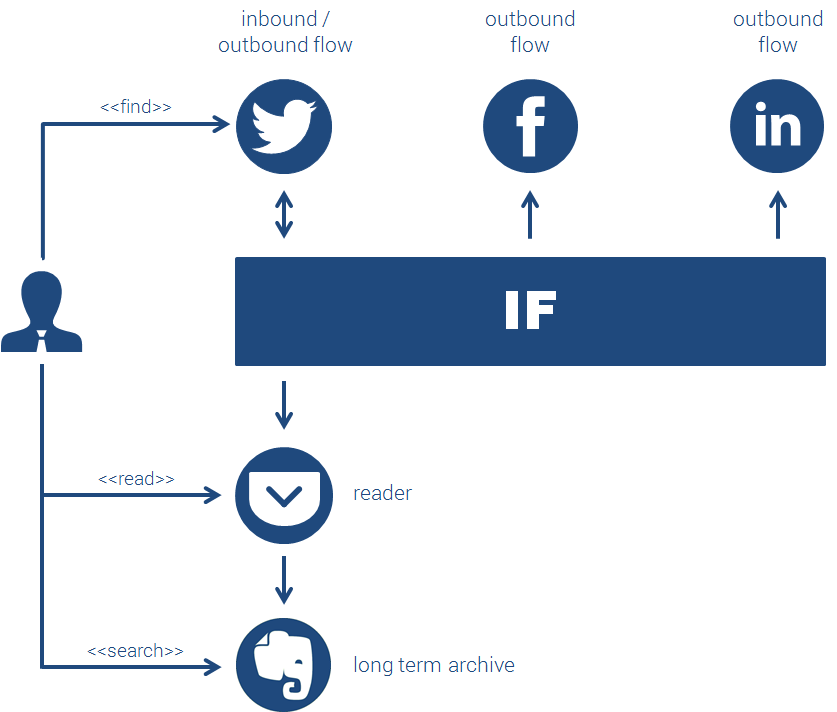 inbound /
outbound flow
outbound
flow
outbound
flow
<<find>>
f
in
IF
<<read>>
reader
<<search>>
long term archive